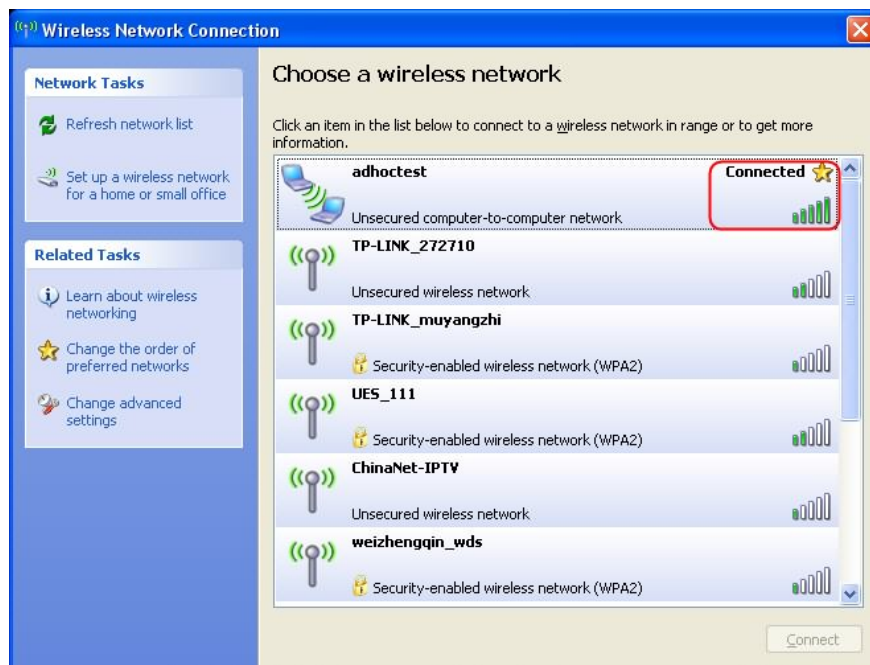 Wireless Network Connection
Network Tasks
Refresh network list
Set up a wireless network
for a home or small office
Related Tasks
Learn about wireless
networking
Change the order of
preferred networks
Change advanced
settings
Choose a wireless network
Click an item in the list below to connect to a wireless network in range or to get more
information.
adhoctest
Connected
Unsecured computer-to-computer network
TP-LINK_272710
Unsecured wireless network
TP-LINK_muyangzhi
Security-enabled wireless network (WPA2)
UES_111
Security-enabled wireless network (WPA2)
ChinaNet-IPTV
Unsecured wireless network
weizhengqin_wds
Security-enabled wireless network (WPA2)
Connect